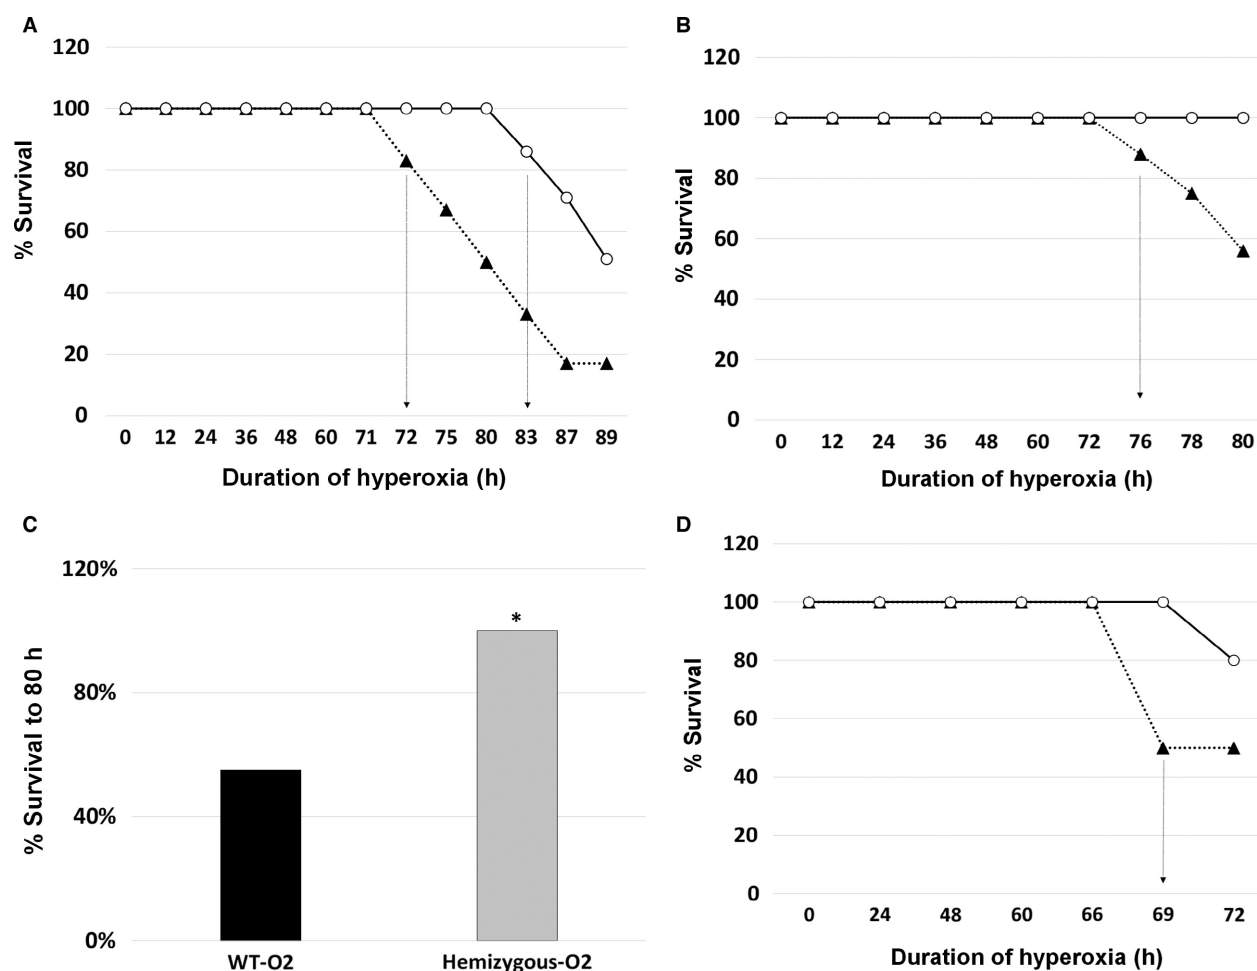 A
120
100
80
60
40
20
0
% Survival
0 12 24 36 48 60 71 72 75 80 83 87 89
Duration of hyperoxia (h)
B
120
100
80
60
40
20
0
% Survival
0 12 24 36 48 60 72 76 78 80
Duration of hyperoxia (h)
C
120%
80%
40%
0%
% Survival to 80 h
*
WT-O2 Hemizygous-O2
D
120
100
80
60
40
20
0
% Survival
0 24 48 60 66 69 72
Duration of hyperoxia (h)